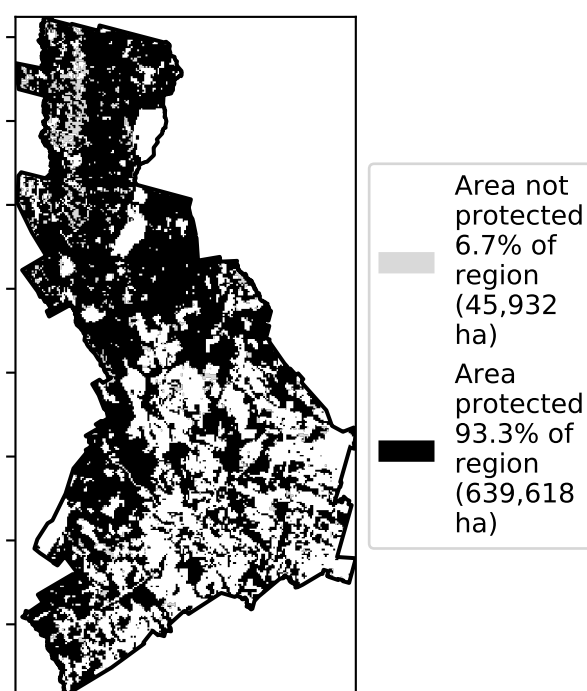 Area not
protected
6.7% of
region
(45,932
ha)
Area
protected
93.3% of
region
(639,618
ha)